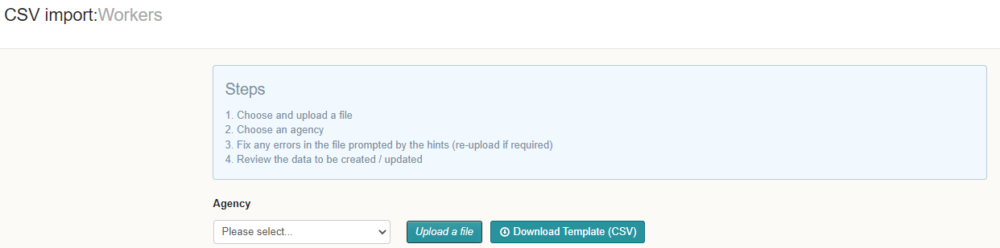 CSV import:Workers
Steps
1. Choose and upload a file
2. Choose an agency
3. Fix any errors in the file prompted by the hints (re-upload if required)
4. Review the data to be created / updated
Agency
Please select... Upload a file Download Template (CSV)